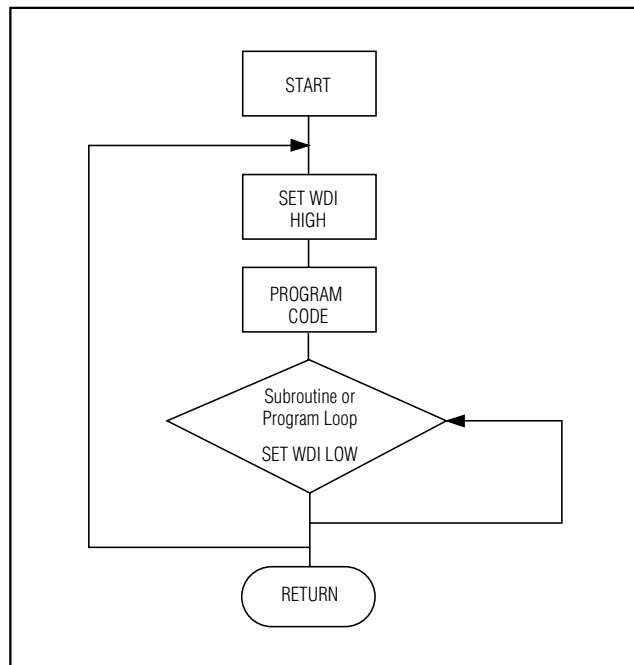 START
SET WDI
HIGH
PROGRAM
CODE
Subroutine or
Program Loop
SET WDI LOW
RETURN